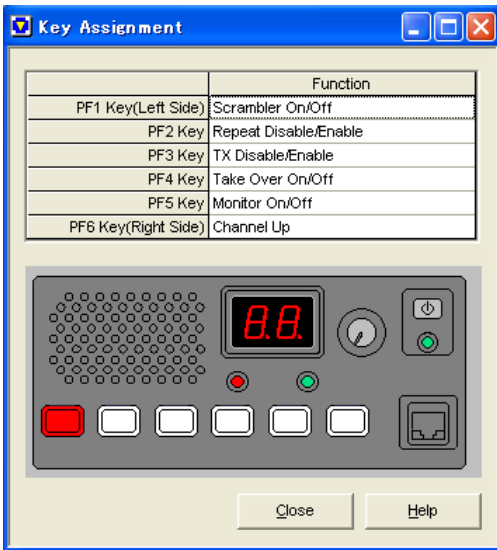 Key Assignment
Function
PF1 Key(Left Side) Scrambler On/Off
PF2 Key Repeat Disable/Enable
PF3 Key TX Disable/Enable
PF4 Key Take Over On/Off
PF5 Key Monitor On/Off
PF6 Key(Right Side) Channel Up
8.8.
Close Help